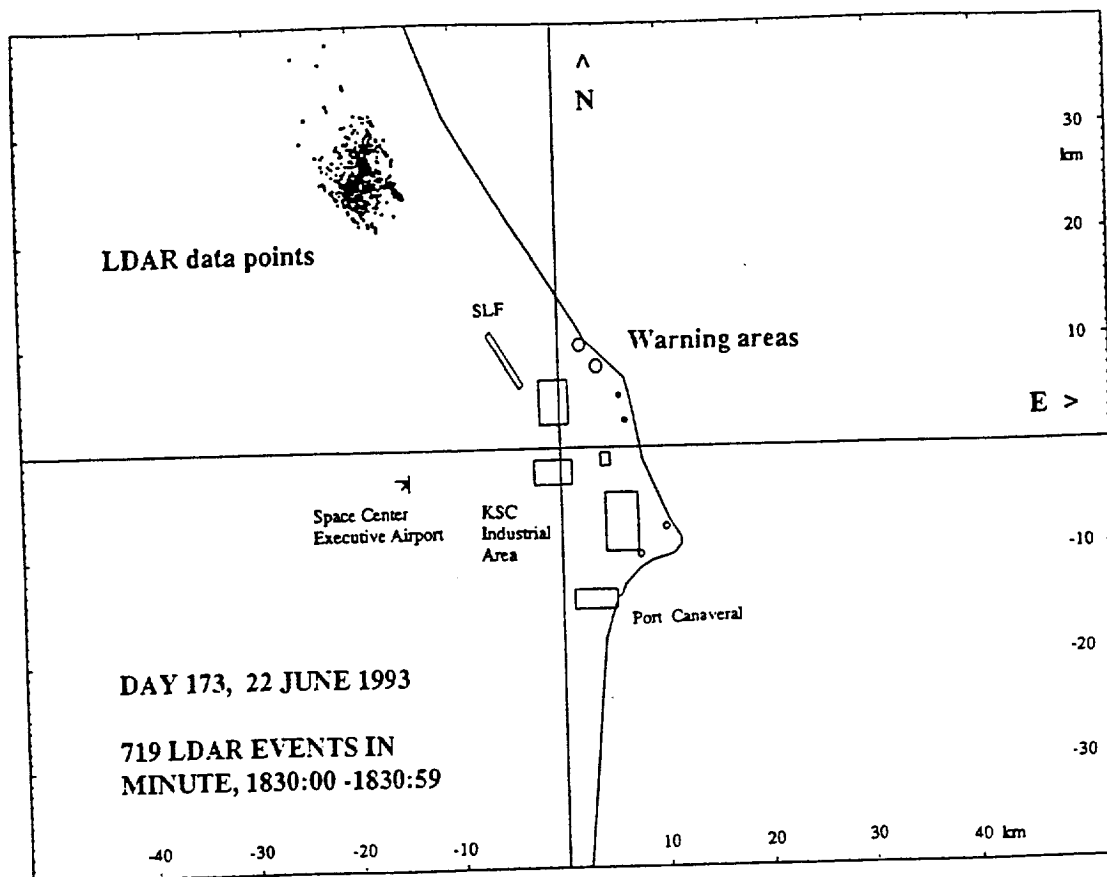 ^
N
30
km
20
LDAR data points
SLF
10
Warning areas
E >
Space Center
Executive Airport
KSC
Industrial
Area
-10
Port Canaveral
-20
DAY 173, 22 JUNE 1993
719 LDAR EVENTS IN
MINUTE, 1830:00 -1830:59
-30
-40 -30 -20 -10 10 20 30 40 km